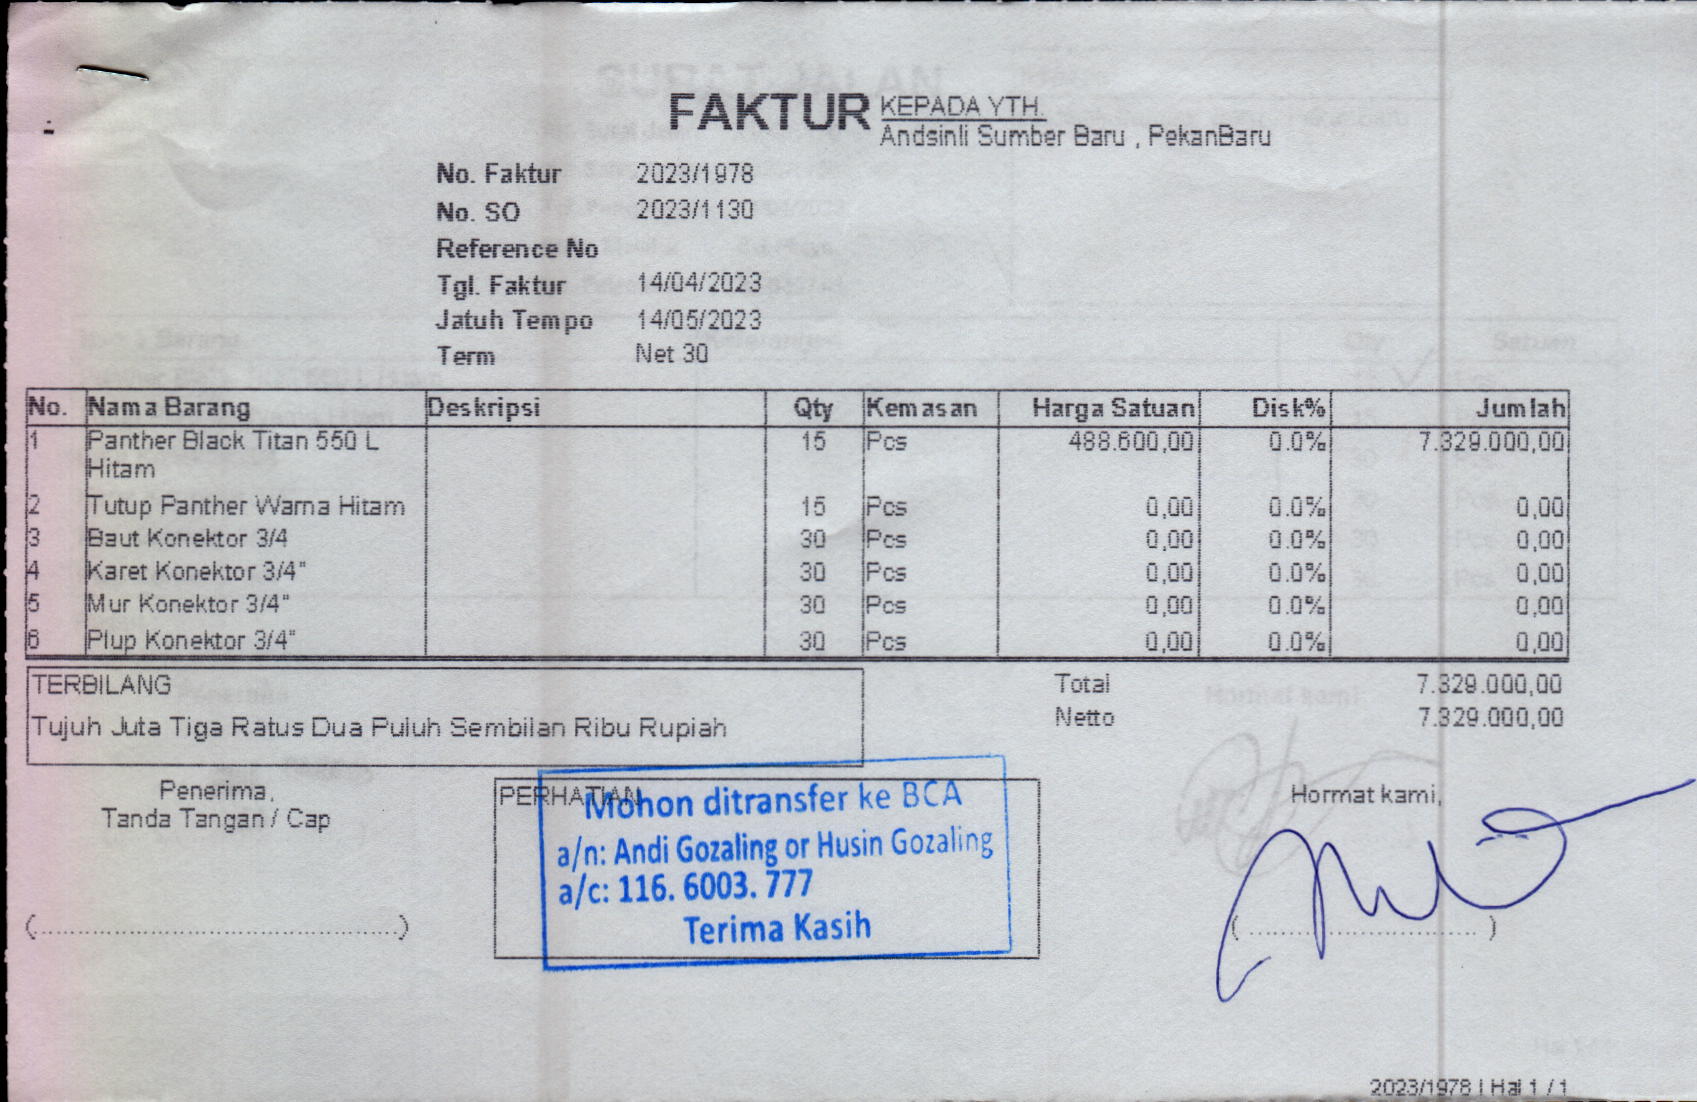 FAKTUR
KEPADA YTH.
Andsinli Sumber Baru , PekanBaru
No. Faktur 2023/1978
No. SO 2023/1130
Reference No
Tgl. Faktur 14/04/2023
Jatuh Tempo 14/05/2023
Term Net 30
No. Nama Barang Deskripsi Qty Kemasan Harga Satuan Disk% Jumlah
1 Panther Black Titan 550 L 15 Pcs 488.600,00 0.0% 7.329.000,00
Hitam
2 Tutup Panther Warna Hitam 15 Pcs 0,00 0.0% 0,00
3 Baut Konektor 3/4 30 Pcs 0,00 0.0% 0,00
4 Karet Konektor 3/4" 30 Pcs 0,00 0.0% 0,00
5 Mur Konektor 3/4" 30 Pcs 0,00 0.0% 0,00
6 Plup Konektor 3/4" 30 Pcs 0,00 0.0% 0,00
TERBILANG
Tujuh Juta Tiga Ratus Dua Puluh Sembilan Ribu Rupiah
Total 7.329.000,00
Netto 7.329.000,00
Penerima,
Tanda Tangan / Cap
(........................................)
PERHATIAN
Mohon ditransfer ke BCA
a/n: Andi Gozaling or Husin Gozaling
a/c: 116. 6003. 777
Terima Kasih
Hormat kami,
(.........................)
2023/1978 | Hal 1 / 1